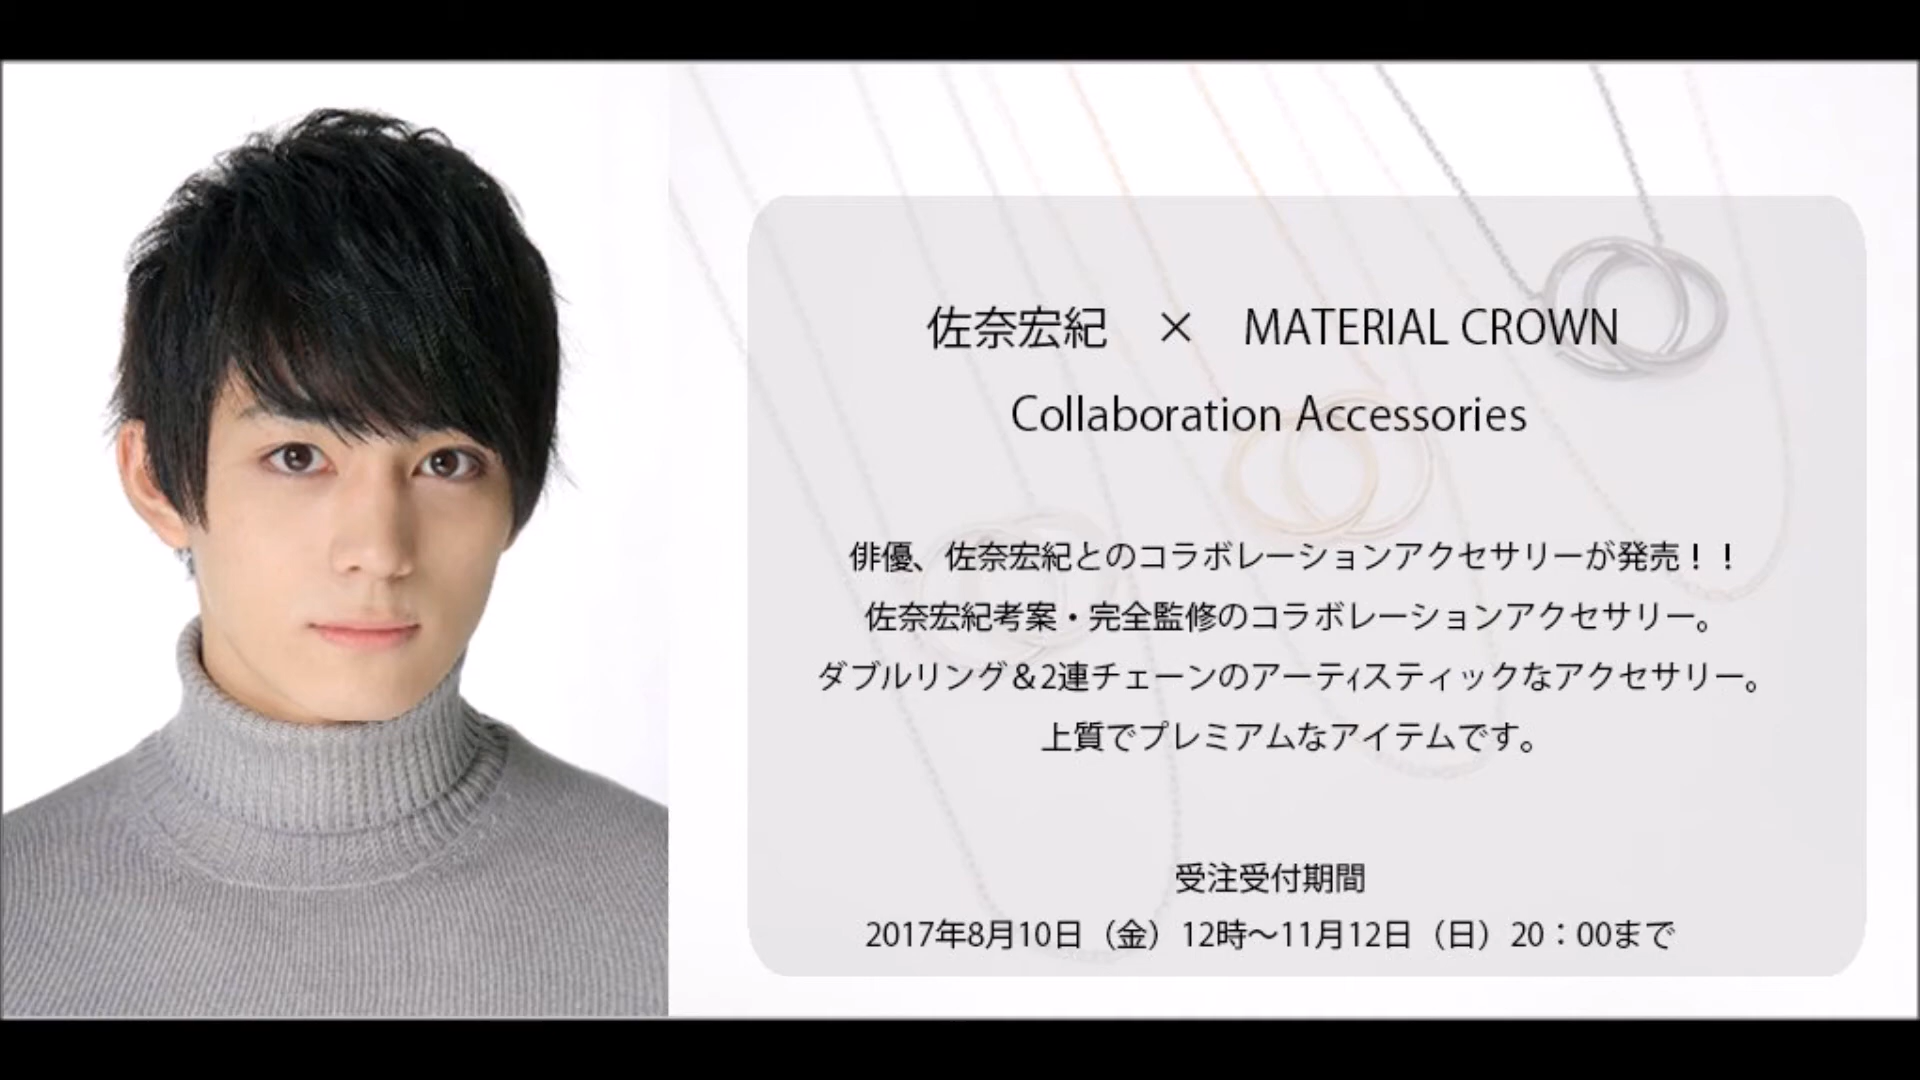 佐奈宏紀　×　MATERIAL CROWN
Collaboration Accessories
俳優、佐奈宏紀とのコラボレーションアクセサリーが発売！！
佐奈宏紀考案・完全監修のコラボレーションアクセサリー。
ダブルリング＆2連チェーンのアーティスティックなアクセサリー。
上質でプレミアムなアイテムです。
受注受付期間
2017年8月10日（金）12時～11月12日（日）20：00まで